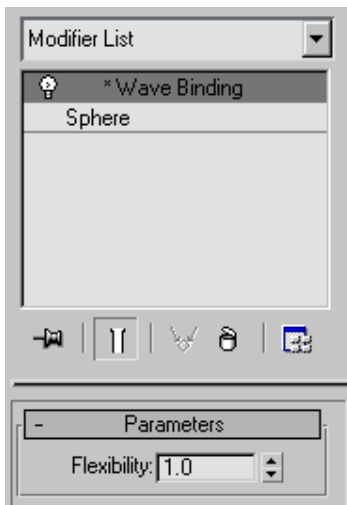 Modifier List
* Wave Binding
Sphere
- Parameters
Flexibility: 1.0